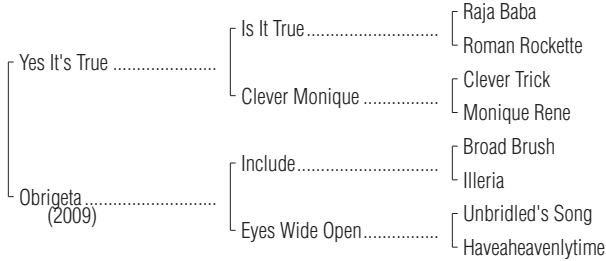 Raja Baba
Is It True
Roman Rockette
Yes It's True
Clever Trick
Clever Monique
Monique Rene
Broad Brush
Include
Illeria
Obrigeta
(2009)
Unbridled's Song
Eyes Wide Open
Haveaheavenlytime